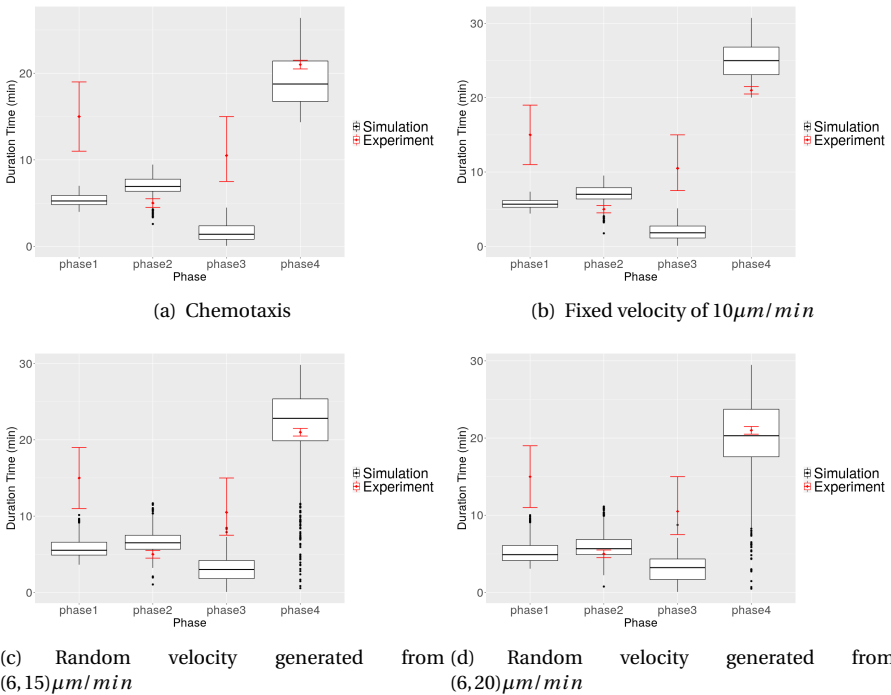 20
10
0
Duration Time (min)
phase1 phase2 phase3 phase4
Phase
Simulation
Experiment
(a) Chemotaxis
30
20
10
0
Duration Time (min)
phase1 phase2 phase3 phase4
Phase
Simulation
Experiment
(b) Fixed velocity of 10µm/min
30
20
10
0
Duration Time (min)
phase1 phase2 phase3 phase4
Phase
Simulation
Experiment
(c) Random velocity generated from
(6,15)µm/min
30
20
10
0
Duration Time (min)
phase1 phase2 phase3 phase4
Phase
Simulation
Experiment
(d) Random velocity generated from
(6,20)µm/min